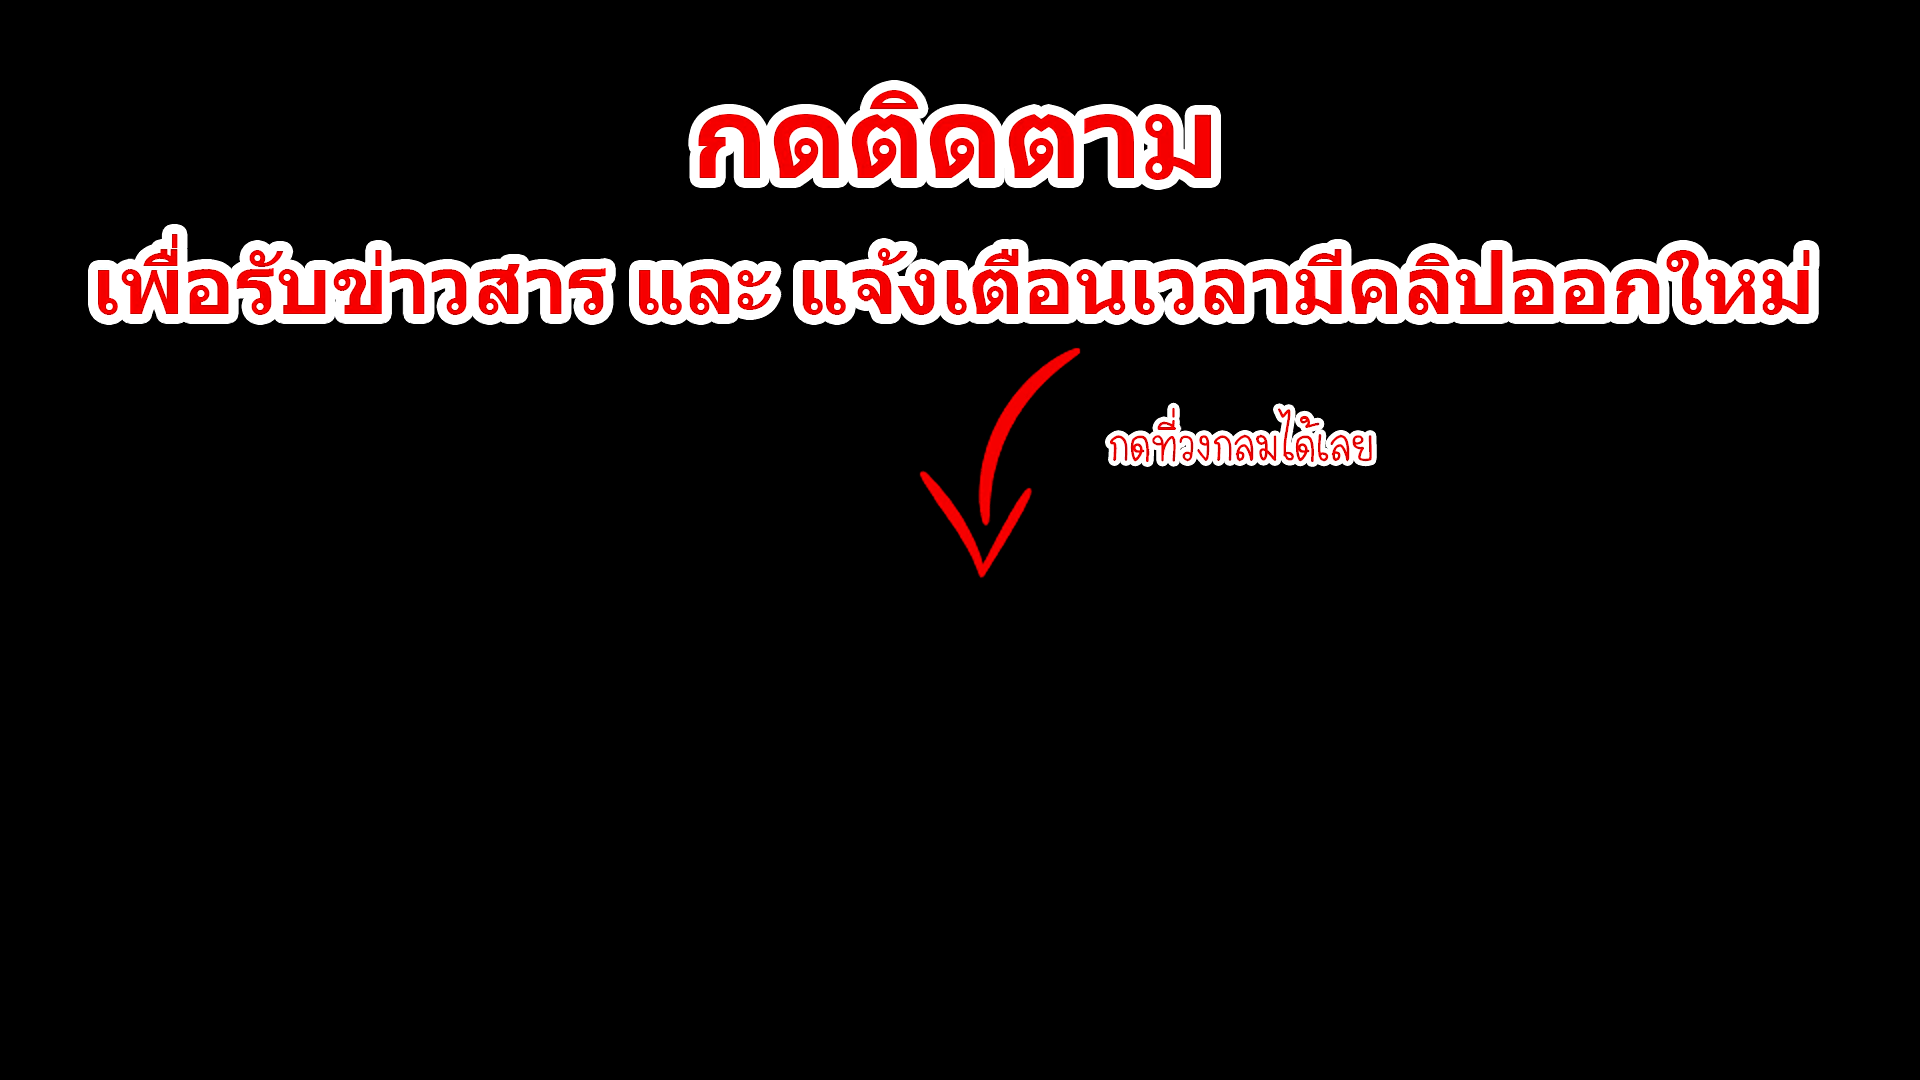 กดติดตาม
เพื่อรับข่าวสาร และ แจ้งเตือนเวลามีคลิปออกใหม่
กดที่วงกลมได้เลย